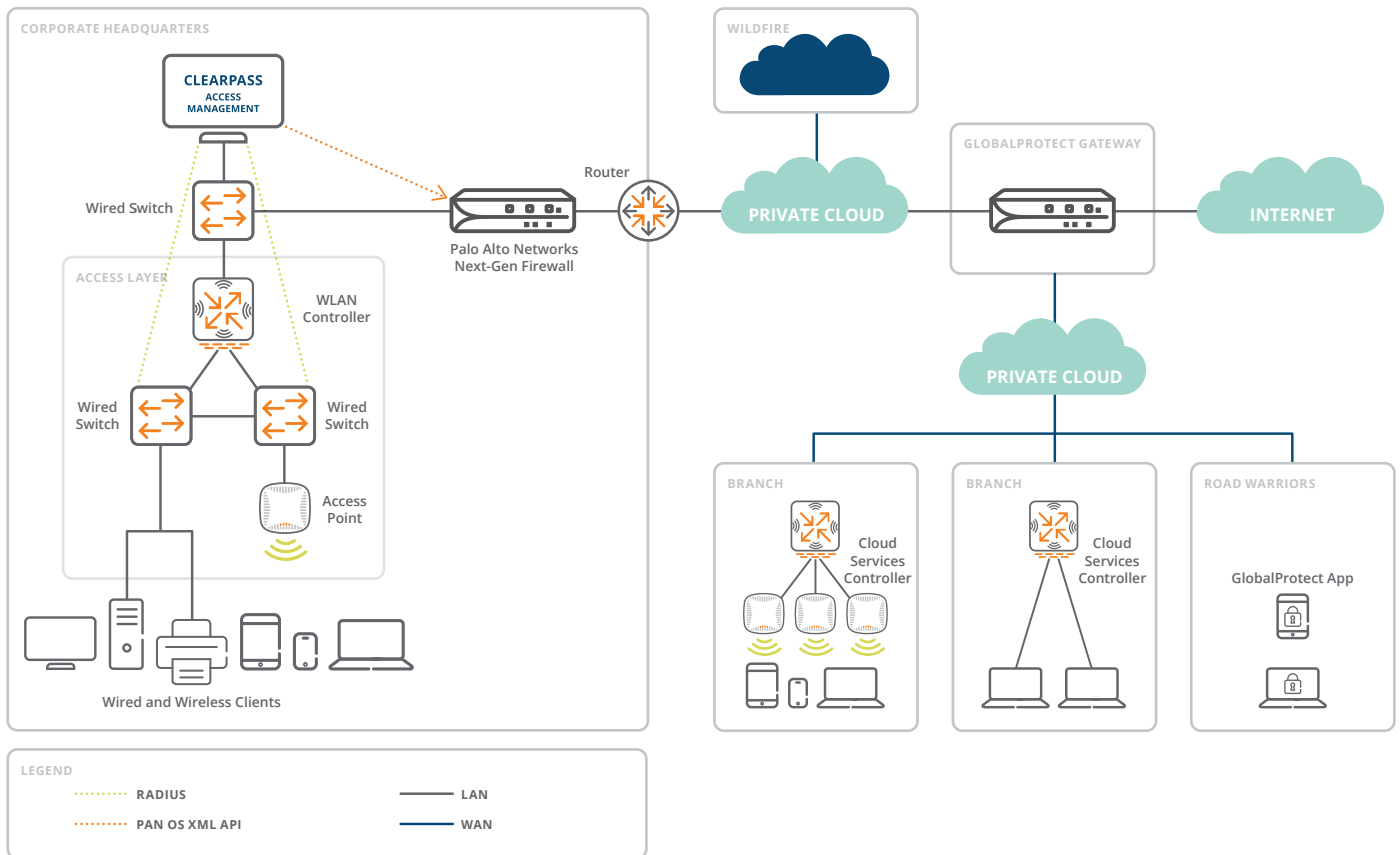 CORPORATE HEADQUARTERS
CLEARPASS
ACCESS
MANAGEMENT
Wired Switch
Router
Palo Alto Networks
Next-Gen Firewall
ACCESS LAYER
WLAN
Controller
Wired
Switch
Wired
Switch
Access
Point
Wired and Wireless Clients
WILDFIRE
PRIVATE CLOUD
GLOBALPROTECT GATEWAY
INTERNET
PRIVATE CLOUD
BRANCH
Cloud
Services
Controller
BRANCH
Cloud
Services
Controller
ROAD WARRIORS
GlobalProtect App
LEGEND
RADIUS
LAN
PAN OS XML API
WAN